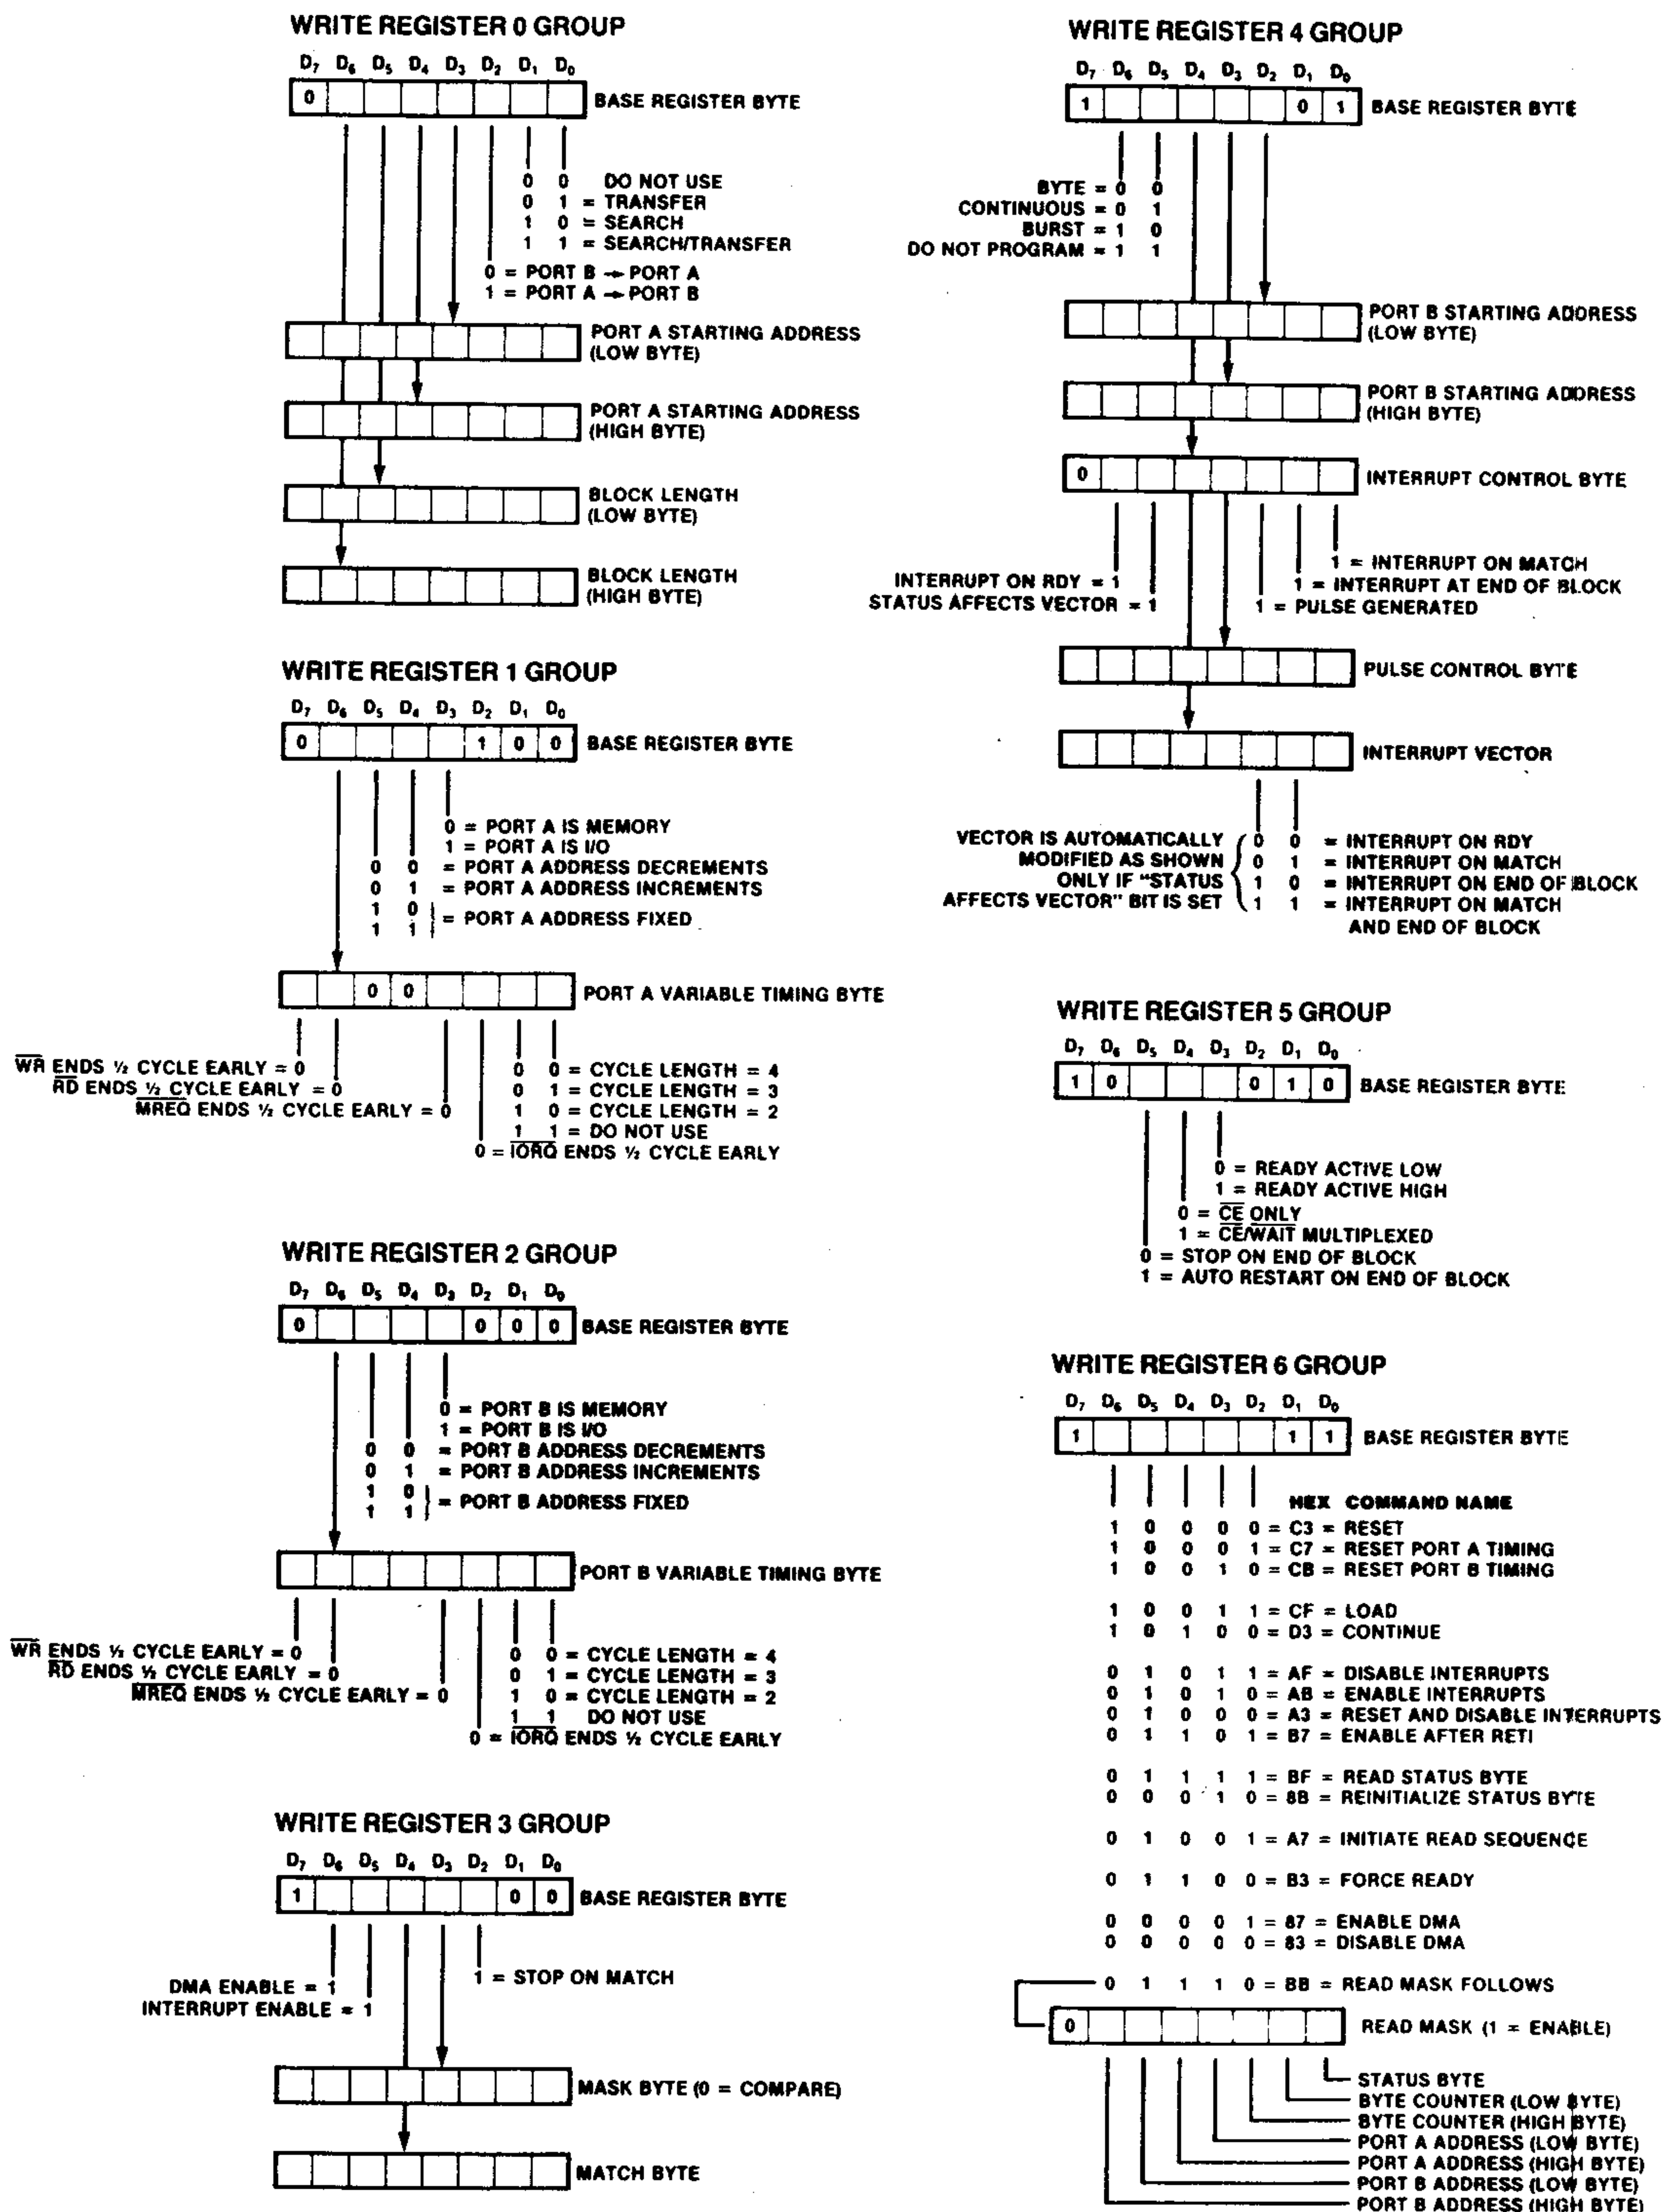 WRITE REGISTER 0 GROUP
D7 D6 D5 D4 D3 D2 D1 D0
0 BASE REGISTER BYTE
0 0 DO NOT USE
0 1 = TRANSFER
1 0 = SEARCH
1 1 = SEARCH/TRANSFER
0 = PORT B → PORT A
1 = PORT A → PORT B
PORT A STARTING ADDRESS
(LOW BYTE)
PORT A STARTING ADDRESS
(HIGH BYTE)
BLOCK LENGTH
(LOW BYTE)
BLOCK LENGTH
(HIGH BYTE)
WRITE REGISTER 1 GROUP
D7 D6 D5 D4 D3 D2 D1 D0
0 1 0 0 BASE REGISTER BYTE
0 = PORT A IS MEMORY
1 = PORT A IS I/O
0 0 = PORT A ADDRESS DECREMENTS
0 1 = PORT A ADDRESS INCREMENTS
1 0
= PORT A ADDRESS FIXED
1 1
0 0 PORT A VARIABLE TIMING BYTE
WR ENDS ½ CYCLE EARLY = 0
RD ENDS ½ CYCLE EARLY = 0
MREQ ENDS ½ CYCLE EARLY = 0
0 0 = CYCLE LENGTH = 4
0 1 = CYCLE LENGTH = 3
1 0 = CYCLE LENGTH = 2
1 1 = DO NOT USE
0 = IORQ ENDS ½ CYCLE EARLY
WRITE REGISTER 2 GROUP
D7 D6 D5 D4 D3 D2 D1 D0
0 0 0 0 BASE REGISTER BYTE
0 = PORT B IS MEMORY
1 = PORT B IS I/O
0 0 = PORT B ADDRESS DECREMENTS
0 1 = PORT B ADDRESS INCREMENTS
1 0
= PORT B ADDRESS FIXED
1 1
PORT B VARIABLE TIMING BYTE
WR ENDS ½ CYCLE EARLY = 0
RD ENDS ½ CYCLE EARLY = 0
MREQ ENDS ½ CYCLE EARLY = 0
0 0 = CYCLE LENGTH = 4
0 1 = CYCLE LENGTH = 3
1 0 = CYCLE LENGTH = 2
1 1 DO NOT USE
0 = IORQ ENDS ½ CYCLE EARLY
WRITE REGISTER 3 GROUP
D7 D6 D5 D4 D3 D2 D1 D0
1 0 0 BASE REGISTER BYTE
1 = STOP ON MATCH
DMA ENABLE = 1
INTERRUPT ENABLE = 1
MASK BYTE (0 = COMPARE)
MATCH BYTE
WRITE REGISTER 4 GROUP
D7 D6 D5 D4 D3 D2 D1 D0
1 0 1 BASE REGISTER BYTE
BYTE = 0 0
CONTINUOUS = 0 1
BURST = 1 0
DO NOT PROGRAM = 1 1
PORT B STARTING ADDRESS
(LOW BYTE)
PORT B STARTING ADDRESS
(HIGH BYTE)
0 INTERRUPT CONTROL BYTE
1 = INTERRUPT ON MATCH
INTERRUPT ON RDY = 1
1 = INTERRUPT AT END OF BLOCK
STATUS AFFECTS VECTOR = 1
1 = PULSE GENERATED
PULSE CONTROL BYTE
INTERRUPT VECTOR
VECTOR IS AUTOMATICALLY
MODIFIED AS SHOWN
ONLY IF "STATUS
AFFECTS VECTOR" BIT IS SET
0 0 = INTERRUPT ON RDY
0 1 = INTERRUPT ON MATCH
1 0 = INTERRUPT ON END OF BLOCK
1 1 = INTERRUPT ON MATCH
AND END OF BLOCK
WRITE REGISTER 5 GROUP
D7 D6 D5 D4 D3 D2 D1 D0
1 0 0 1 0 BASE REGISTER BYTE
0 = READY ACTIVE LOW
1 = READY ACTIVE HIGH
0 = CE ONLY
1 = CE/WAIT MULTIPLEXED
0 = STOP ON END OF BLOCK
1 = AUTO RESTART ON END OF BLOCK
WRITE REGISTER 6 GROUP
D7 D6 D5 D4 D3 D2 D1 D0
1 1 1 BASE REGISTER BYTE
HEX COMMAND NAME
1 0 0 0 0 = C3 = RESET
1 0 0 0 1 = C7 = RESET PORT A TIMING
1 0 0 1 0 = CB = RESET PORT B TIMING
1 0 0 1 1 = CF = LOAD
1 0 1 0 0 = D3 = CONTINUE
0 1 0 1 1 = AF = DISABLE INTERRUPTS
0 1 0 1 0 = AB = ENABLE INTERRUPTS
0 1 0 0 0 = A3 = RESET AND DISABLE INTERRUPTS
0 1 1 0 1 = B7 = ENABLE AFTER RETI
0 1 1 1 1 = BF = READ STATUS BYTE
0 0 0 1 0 = 8B = REINITIALIZE STATUS BYTE
0 1 0 0 1 = A7 = INITIATE READ SEQUENCE
0 1 1 0 0 = B3 = FORCE READY
0 0 0 0 1 = 87 = ENABLE DMA
0 0 0 0 0 = 83 = DISABLE DMA
0 1 1 1 0 = BB = READ MASK FOLLOWS
0 READ MASK (1 = ENABLE)
STATUS BYTE
BYTE COUNTER (LOW BYTE)
BYTE COUNTER (HIGH BYTE)
PORT A ADDRESS (LOW BYTE)
PORT A ADDRESS (HIGH BYTE)
PORT B ADDRESS (LOW BYTE)
PORT B ADDRESS (HIGH BYTE)